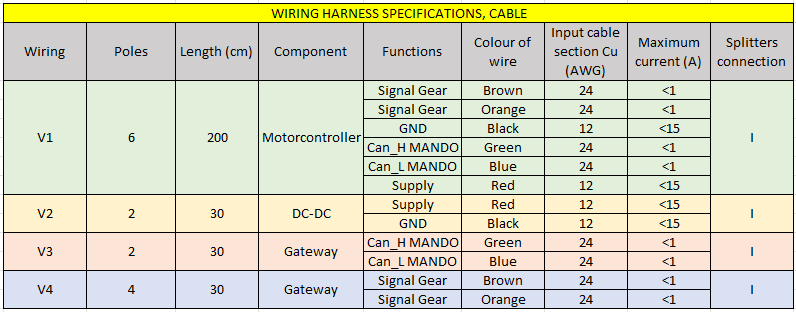 WIRING HARNESS SPECIFICATIONS, CABLE
Wiring Poles Length (cm) Component Functions Colour of wire Input cable section Cu (AWG) Maximum current (A) Splitters connection
V1 6 200 Motorcontroller Signal Gear Brown 24 <1 I
Signal Gear Orange 24 <1
GND Black 12 <15
Can_H MANDO Green 24 <1
Can_L MANDO Blue 24 <1
Supply Red 12 <15
V2 2 30 DC-DC Supply Red 12 <15 I
GND Black 12 <15
V3 2 30 Gateway Can_H MANDO Green 24 <1 I
Can_L MANDO Blue 24 <1
V4 4 30 Gateway Signal Gear Brown 24 <1 I
Signal Gear Orange 24 <1